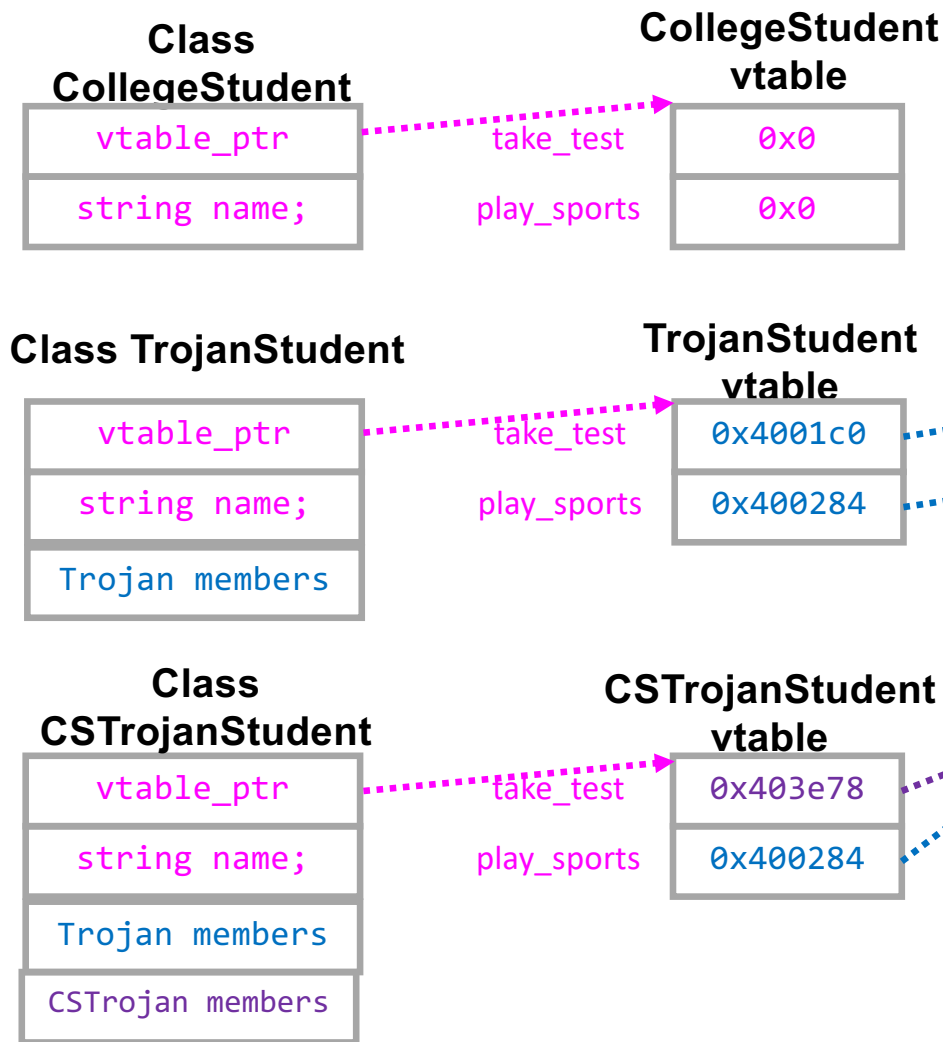 Class
CollegeStudent
CollegeStudent
vtable
vtable_ptr
take_test
0x0
string name;
play_sports
0x0
Class TrojanStudent
TrojanStudent
vtable
vtable_ptr
take_test
0x4001c0
string name;
play_sports
0x400284
Trojan members
Class
CSTrojanStudent
CSTrojanStudent
vtable
vtable_ptr
take_test
0x403e78
string name;
play_sports
0x400284
Trojan members
CSTrojan members